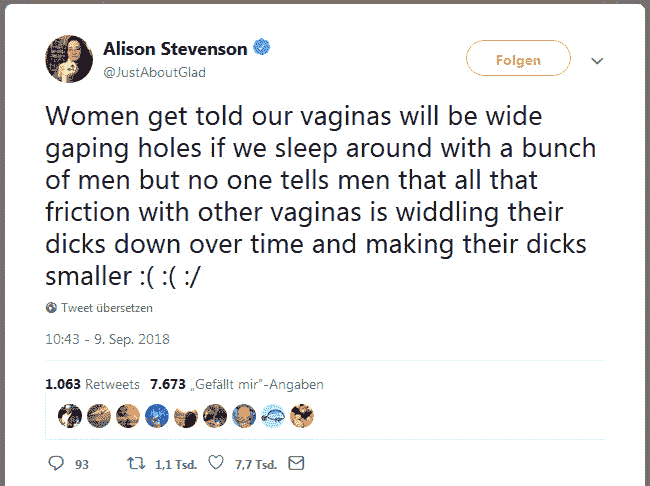 Alison Stevenson
@JustAboutGlad
Folgen
Women get told our vaginas will be wide
gaping holes if we sleep around with a bunch
of men but no one tells men that all that
friction with other vaginas is widdling their
dicks down over time and making their dicks
smaller :( :( :/
Tweet übersetzen
10:43 - 9. Sep. 2018
1.063 Retweets 7.673 „Gefällt mir“-Angaben
93 1,1 Tsd. 7,7 Tsd.